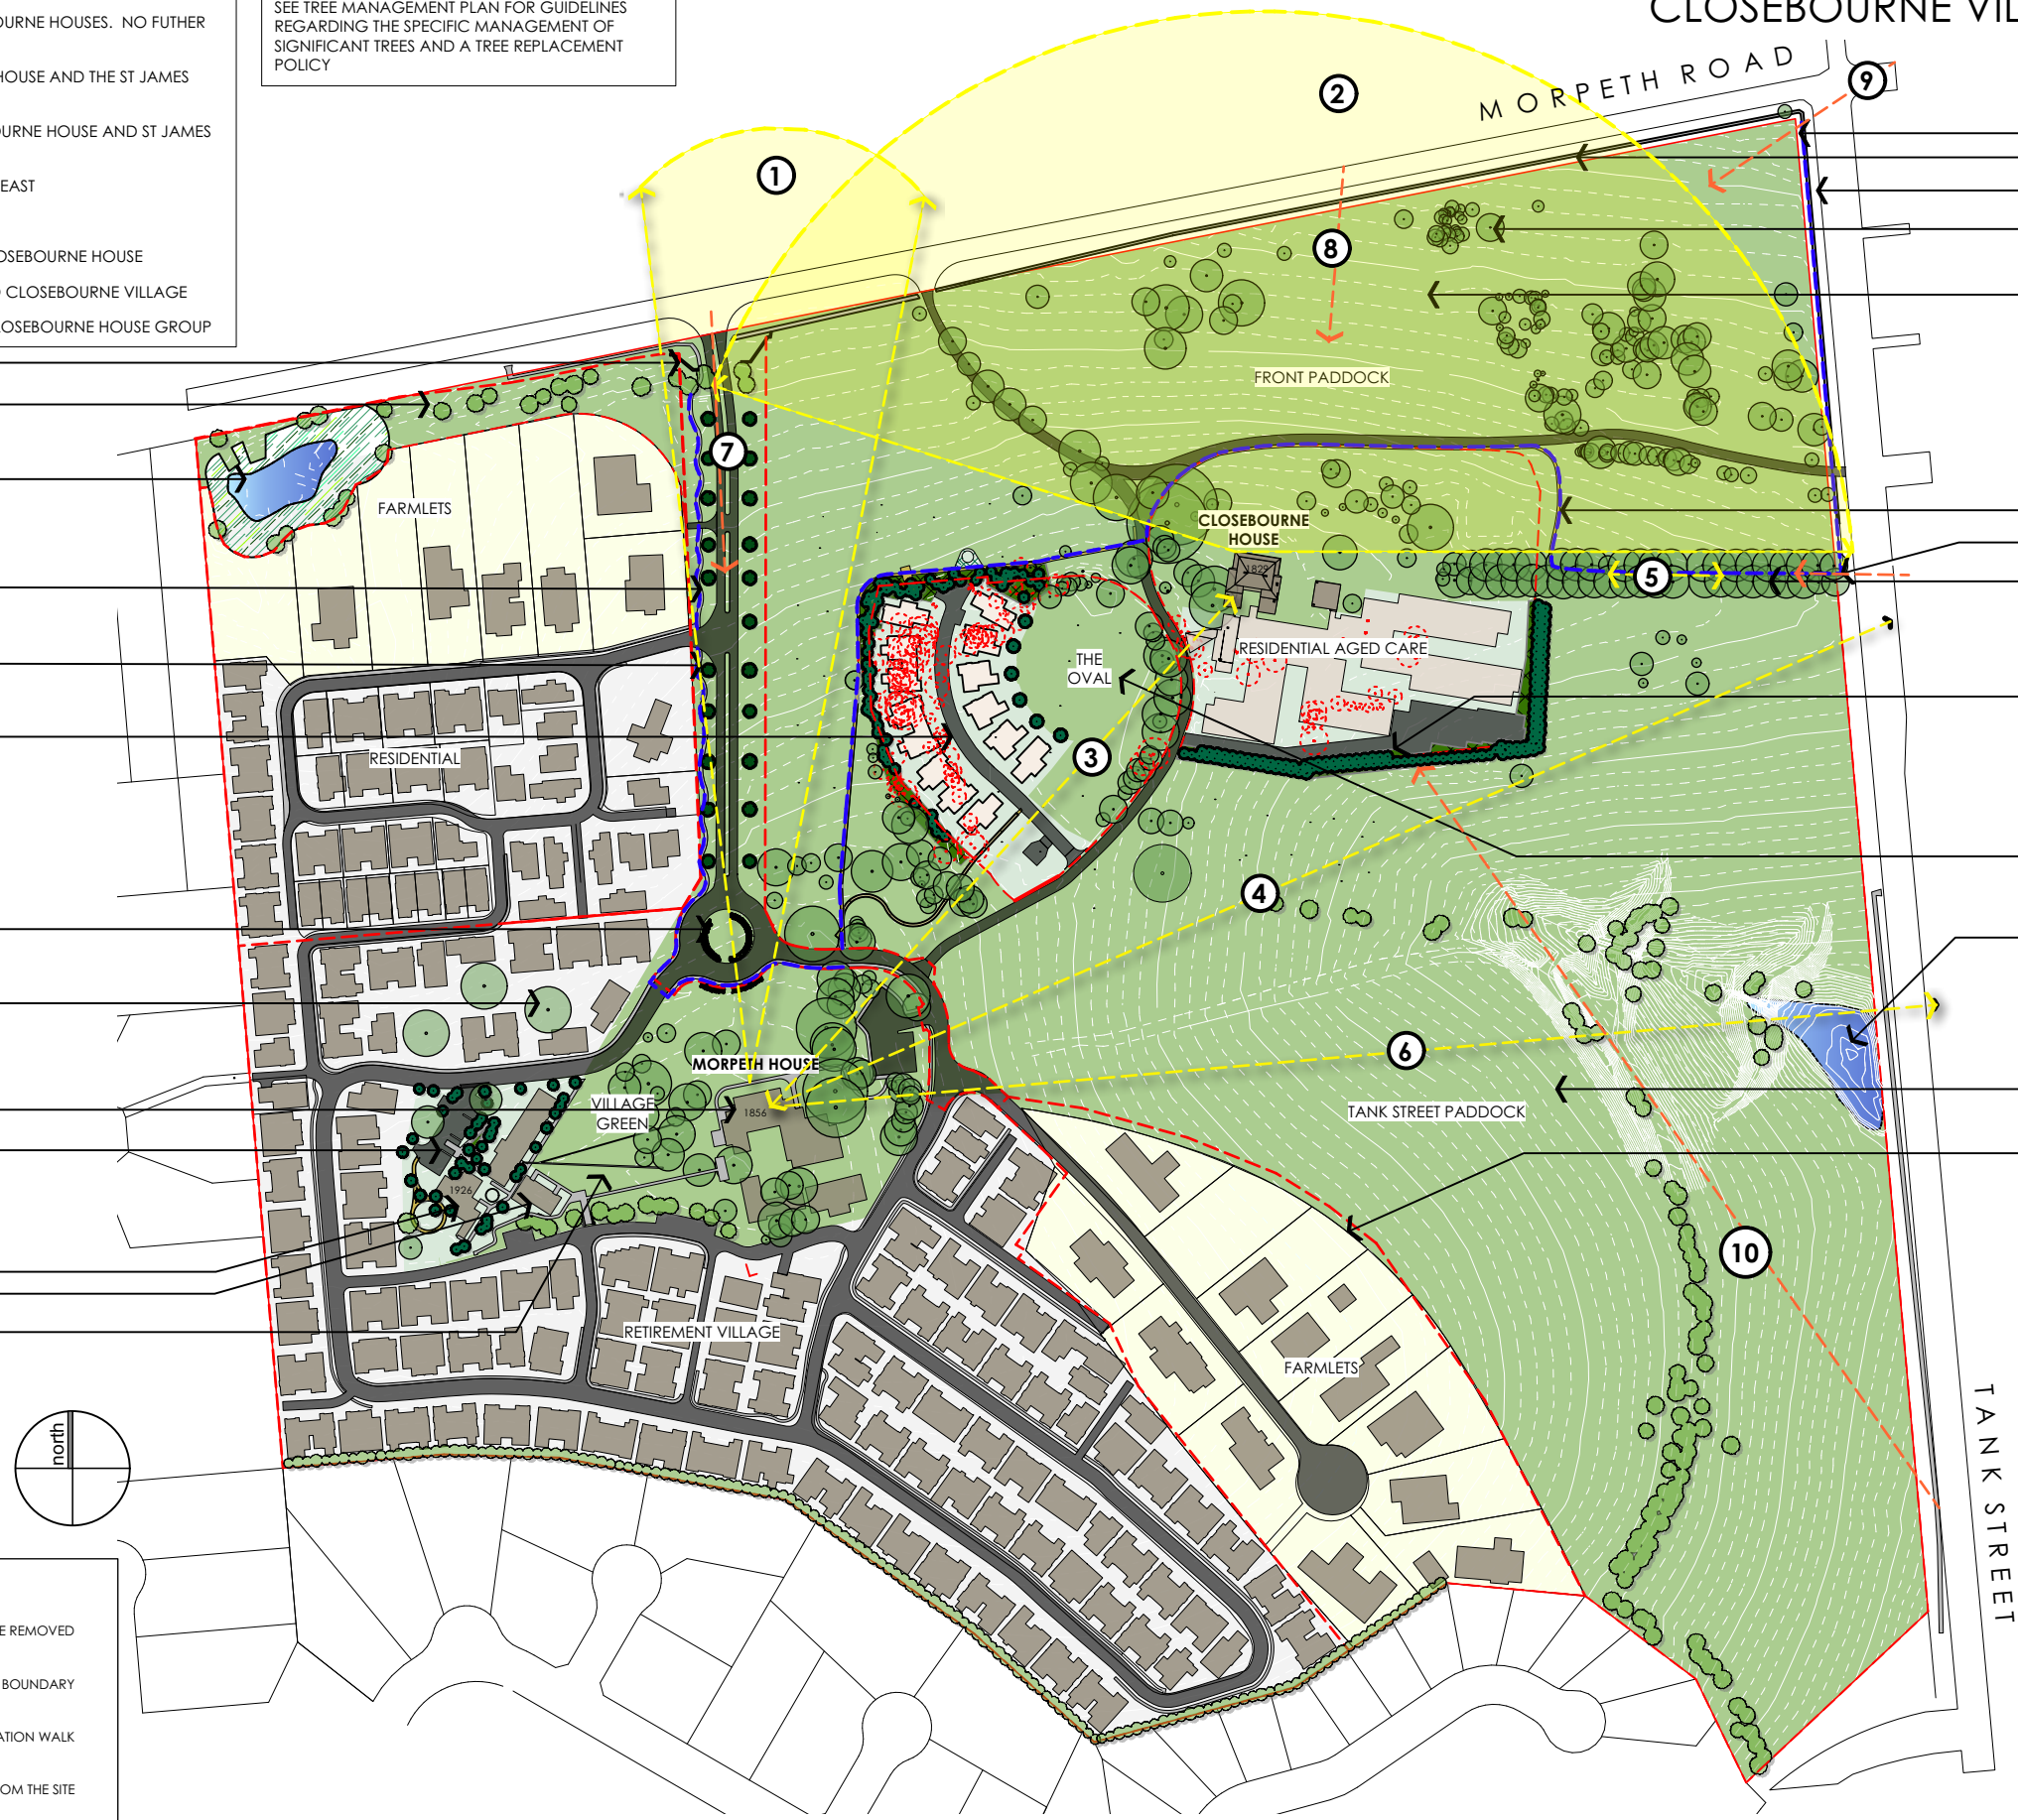 OURNE HOUSES.  NO FUTHER
HOUSE AND THE ST JAMES
OURNE HOUSE AND ST JAMES
EAST
OSEBOURNE HOUSE
CLOSEBOURNE VILLAGE
LOSEBOURNE HOUSE GROUP
SEE TREE MANAGEMENT PLAN FOR GUIDELINES
REGARDING THE SPECIFIC MANAGEMENT OF
SIGNIFICANT TREES AND A TREE REPLACEMENT
POLICY
CLOSEBOURNE VIL
MORPETH ROAD
1
2
9
8
FRONT PADDOCK
7
FARMLETS
CLOSEBOURNE
HOUSE
1829
5
RESIDENTIAL AGED CARE
THE
OVAL
3
RESIDENTIAL
4
6
MORPETH HOUSE
1856
VILLAGE
GREEN
TANK STREET PADDOCK
1926
10
RETIREMENT VILLAGE
FARMLETS
TANK STREET
north
E REMOVED
BOUNDARY
ATION WALK
OM THE SITE